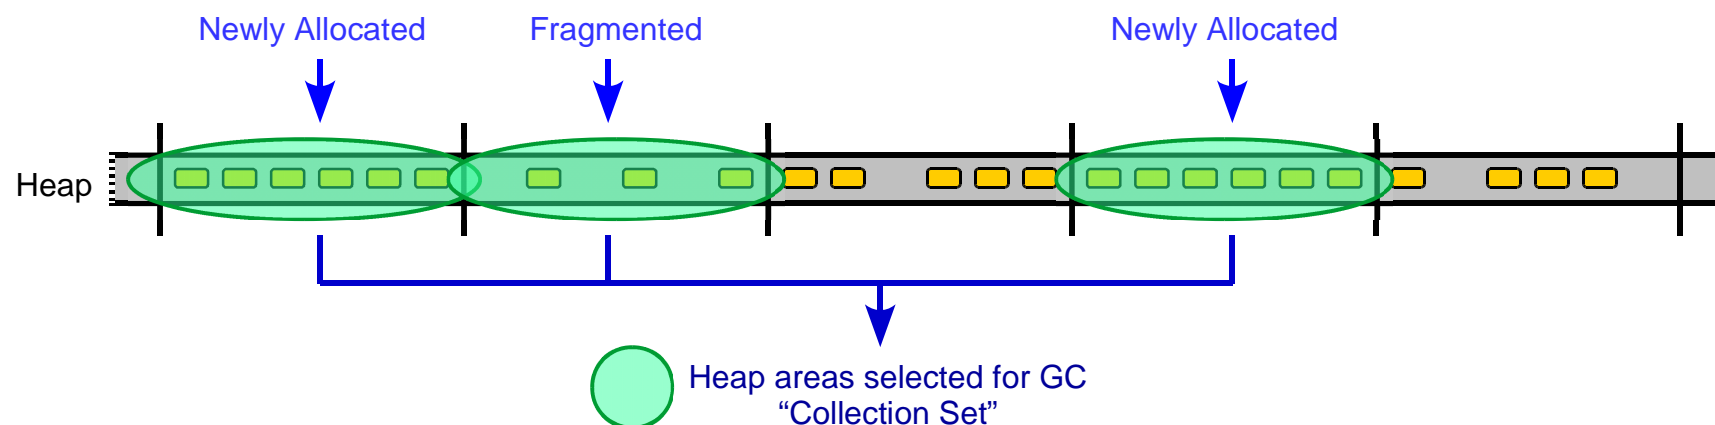 Newly Allocated
Fragmented
Newly Allocated
Heap
Heap areas selected for GC
“Collection Set”